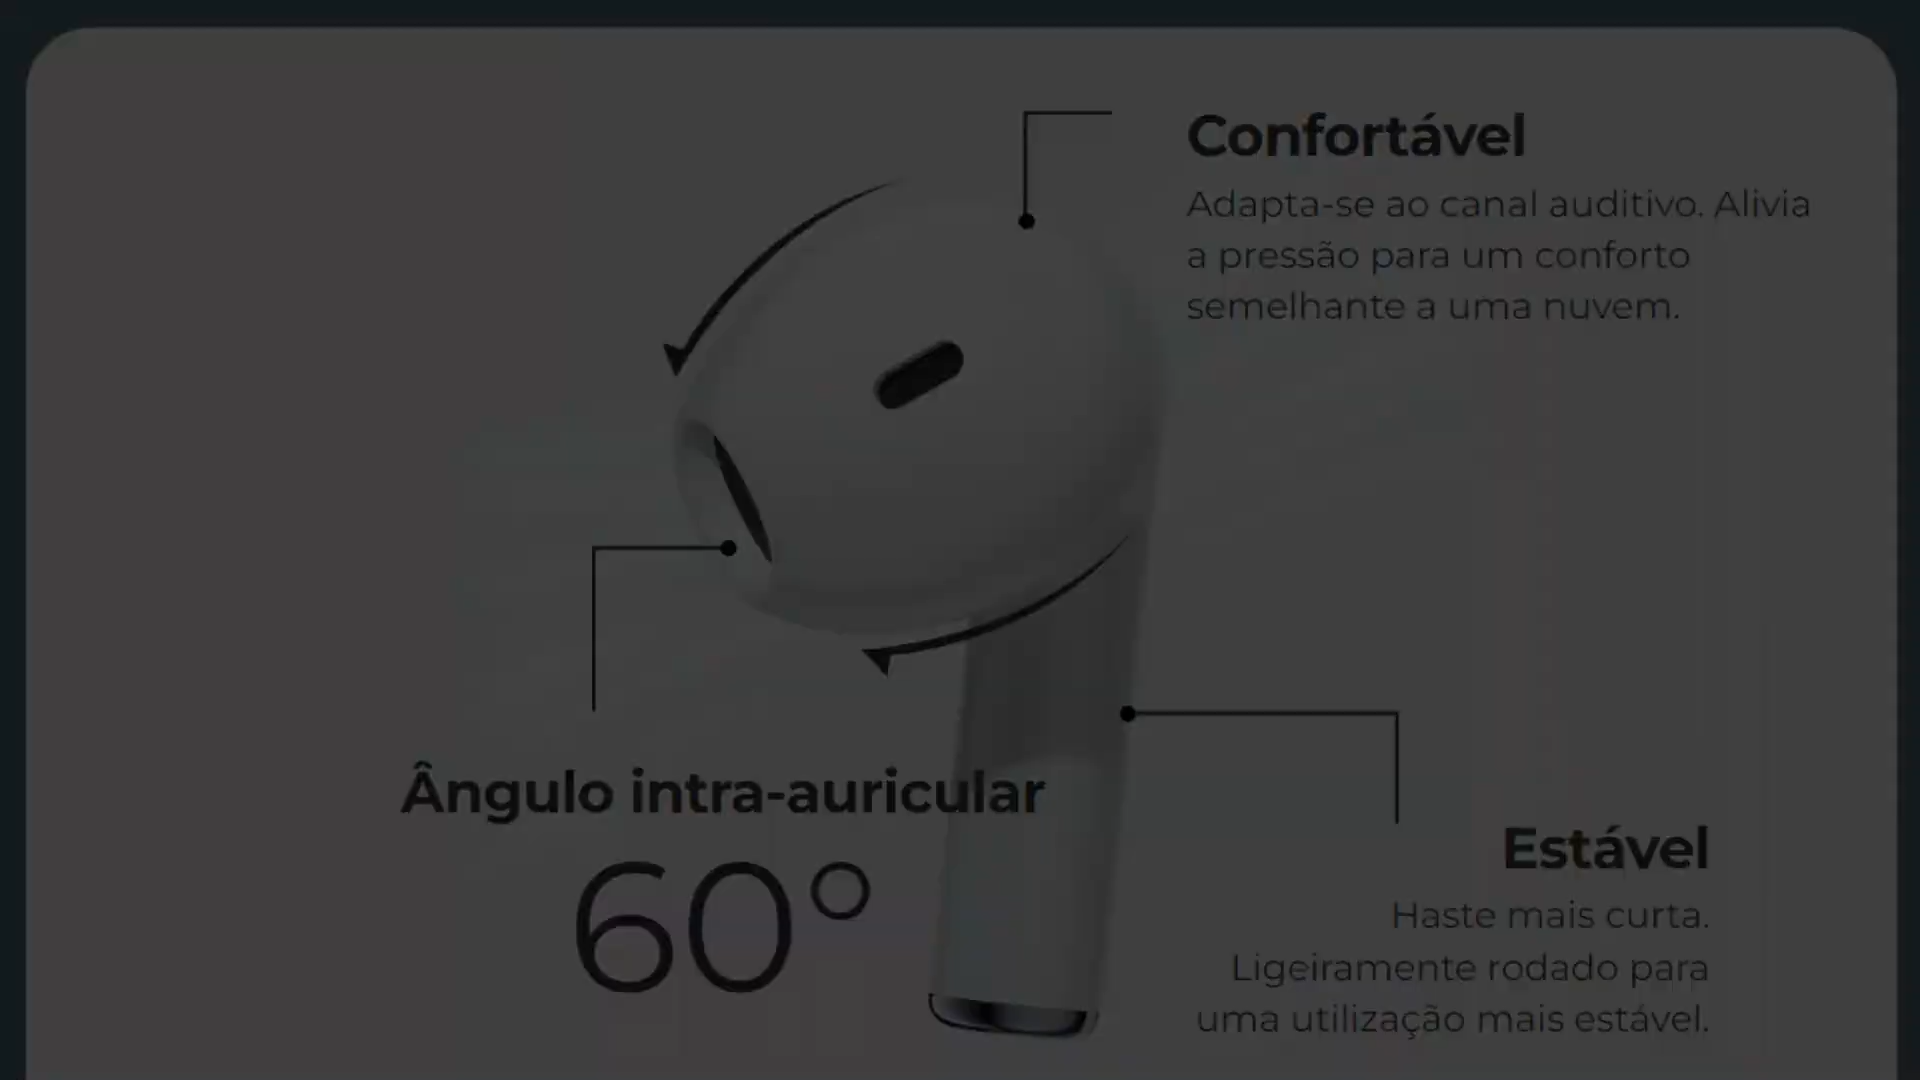 Confortável
Adapta-se ao canal auditivo. Alivia
a pressão para um conforto
semelhante a uma nuvem.
Ângulo intra-auricular
60°
Estável
Haste mais curta.
Ligeiramente rodado para
uma utilização mais estável.